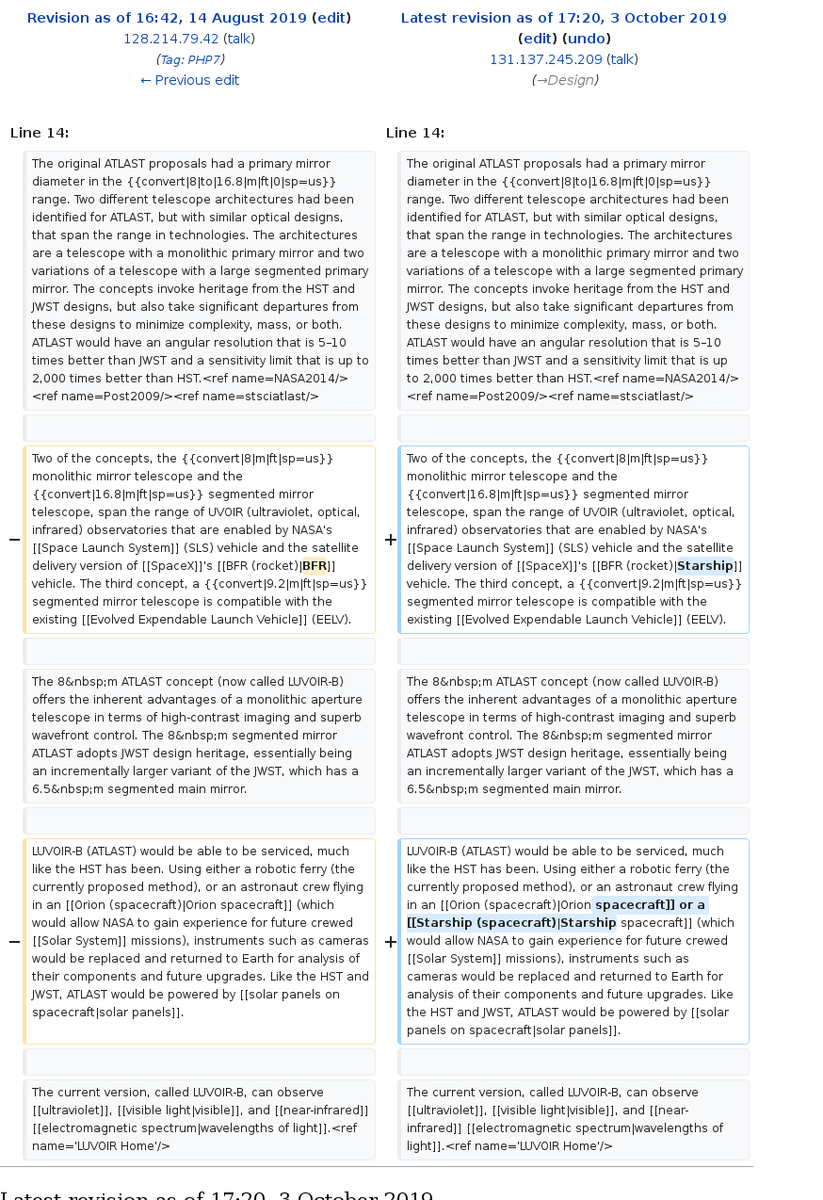 Revision as of 16:42, 14 August 2019 (edit)
128.214.79.42 (talk)
(Tag: PHP7)
← Previous edit
Latest revision as of 17:20, 3 October 2019
(edit) (undo)
131.137.245.209 (talk)
(→Design)
Line 14:
The original ATLAST proposals had a primary mirror
diameter in the {{convert|8|to|16.8|m|ft|0|sp=us}}
range. Two different telescope architectures had been
identified for ATLAST, but with similar optical designs,
that span the range in technologies. The architectures
are a telescope with a monolithic primary mirror and two
variations of a telescope with a large segmented primary
mirror. The concepts invoke heritage from the HST and
JWST designs, but also take significant departures from
these designs to minimize complexity, mass, or both.
ATLAST would have an angular resolution that is 5–10
times better than JWST and a sensitivity limit that is up to
2,000 times better than HST.<ref name=NASA2014/>
<ref name=Post2009/><ref name=stsciatlast/>
Line 14:
The original ATLAST proposals had a primary mirror
diameter in the {{convert|8|to|16.8|m|ft|0|sp=us}}
range. Two different telescope architectures had been
identified for ATLAST, but with similar optical designs,
that span the range in technologies. The architectures
are a telescope with a monolithic primary mirror and two
variations of a telescope with a large segmented primary
mirror. The concepts invoke heritage from the HST and
JWST designs, but also take significant departures from
these designs to minimize complexity, mass, or both.
ATLAST would have an angular resolution that is 5–10
times better than JWST and a sensitivity limit that is up
to 2,000 times better than HST.<ref name=NASA2014/>
<ref name=Post2009/><ref name=stsciatlast/>
−
Two of the concepts, the {{convert|8|m|ft|sp=us}}
monolithic mirror telescope and the
{{convert|16.8|m|ft|sp=us}} segmented mirror
telescope, span the range of UVOIR (ultraviolet, optical,
infrared) observatories that are enabled by NASA's
[[Space Launch System]] (SLS) vehicle and the satellite
delivery version of [[SpaceX]]'s [[BFR (rocket)|BFR]]
vehicle. The third concept, a {{convert|9.2|m|ft|sp=us}}
segmented mirror telescope is compatible with the
existing [[Evolved Expendable Launch Vehicle]] (EELV).
+
Two of the concepts, the {{convert|8|m|ft|sp=us}}
monolithic mirror telescope and the
{{convert|16.8|m|ft|sp=us}} segmented mirror
telescope, span the range of UVOIR (ultraviolet, optical,
infrared) observatories that are enabled by NASA's
[[Space Launch System]] (SLS) vehicle and the satellite
delivery version of [[SpaceX]]'s [[BFR (rocket)|Starship]]
vehicle. The third concept, a {{convert|9.2|m|ft|sp=us}}
segmented mirror telescope is compatible with the
existing [[Evolved Expendable Launch Vehicle]] (EELV).
The 8&nbsp;m ATLAST concept (now called LUVOIR-B)
offers the inherent advantages of a monolithic aperture
telescope in terms of high-contrast imaging and superb
wavefront control. The 8&nbsp;m segmented mirror
ATLAST adopts JWST design heritage, essentially being
an incrementally larger variant of the JWST, which has a
6.5&nbsp;m segmented main mirror.
The 8&nbsp;m ATLAST concept (now called LUVOIR-B)
offers the inherent advantages of a monolithic aperture
telescope in terms of high-contrast imaging and superb
wavefront control. The 8&nbsp;m segmented mirror
ATLAST adopts JWST design heritage, essentially being
an incrementally larger variant of the JWST, which has a
6.5&nbsp;m segmented main mirror.
−
LUVOIR-B (ATLAST) would be able to be serviced, much
like the HST has been. Using either a robotic ferry (the
currently proposed method), or an astronaut crew flying
in an [[Orion (spacecraft)|Orion spacecraft]] (which
would allow NASA to gain experience for future crewed
[[Solar System]] missions), instruments such as cameras
would be replaced and returned to Earth for analysis of
their components and future upgrades. Like the HST and
JWST, ATLAST would be powered by [[solar panels on
spacecraft|solar panels]].
+
LUVOIR-B (ATLAST) would be able to be serviced, much
like the HST has been. Using either a robotic ferry (the
currently proposed method), or an astronaut crew flying
in an [[Orion (spacecraft)|Orion spacecraft]] or a
[[Starship (spacecraft)|Starship spacecraft]] (which
would allow NASA to gain experience for future crewed
[[Solar System]] missions), instruments such as
cameras would be replaced and returned to Earth for
analysis of their components and future upgrades. Like
the HST and JWST, ATLAST would be powered by [[solar
panels on spacecraft|solar panels]].
The current version, called LUVOIR-B, can observe
[[ultraviolet]], [[visible light|visible]], and [[near-infrared]]
[[electromagnetic spectrum|wavelengths of light]].<ref
name='LUVOIR Home'/>
The current version, called LUVOIR-B, can observe
[[ultraviolet]], [[visible light|visible]], and [[near-
infrared]] [[electromagnetic spectrum|wavelengths of
light]].<ref name='LUVOIR Home'/>
Latest revision as of 17:20, 3 October 2019